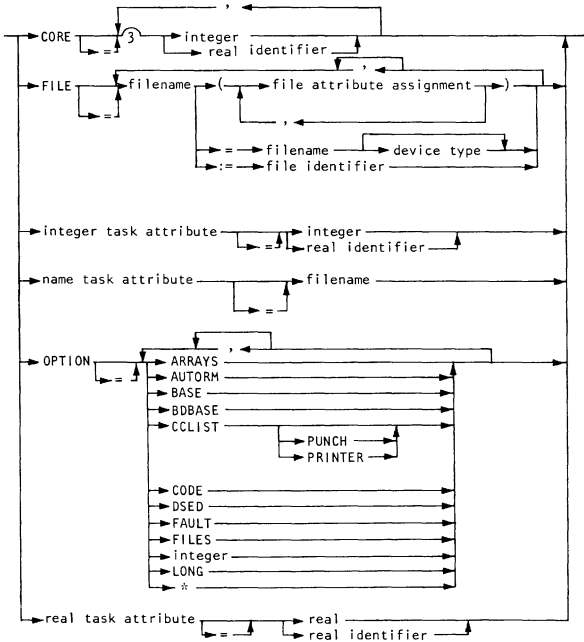 ,
CORE = 3 integer
real identifier
,
FILE = filename ( file attribute assignment )
,
= filename device type
:= file identifier
integer task attribute = integer
real identifier
name task attribute = filename
,
OPTION = ARRAYS
AUTORM
BASE
BDBASE
CCLIST
PUNCH
PRINTER
CODE
DSED
FAULT
FILES
integer
LONG
*
real task attribute = real
real identifier